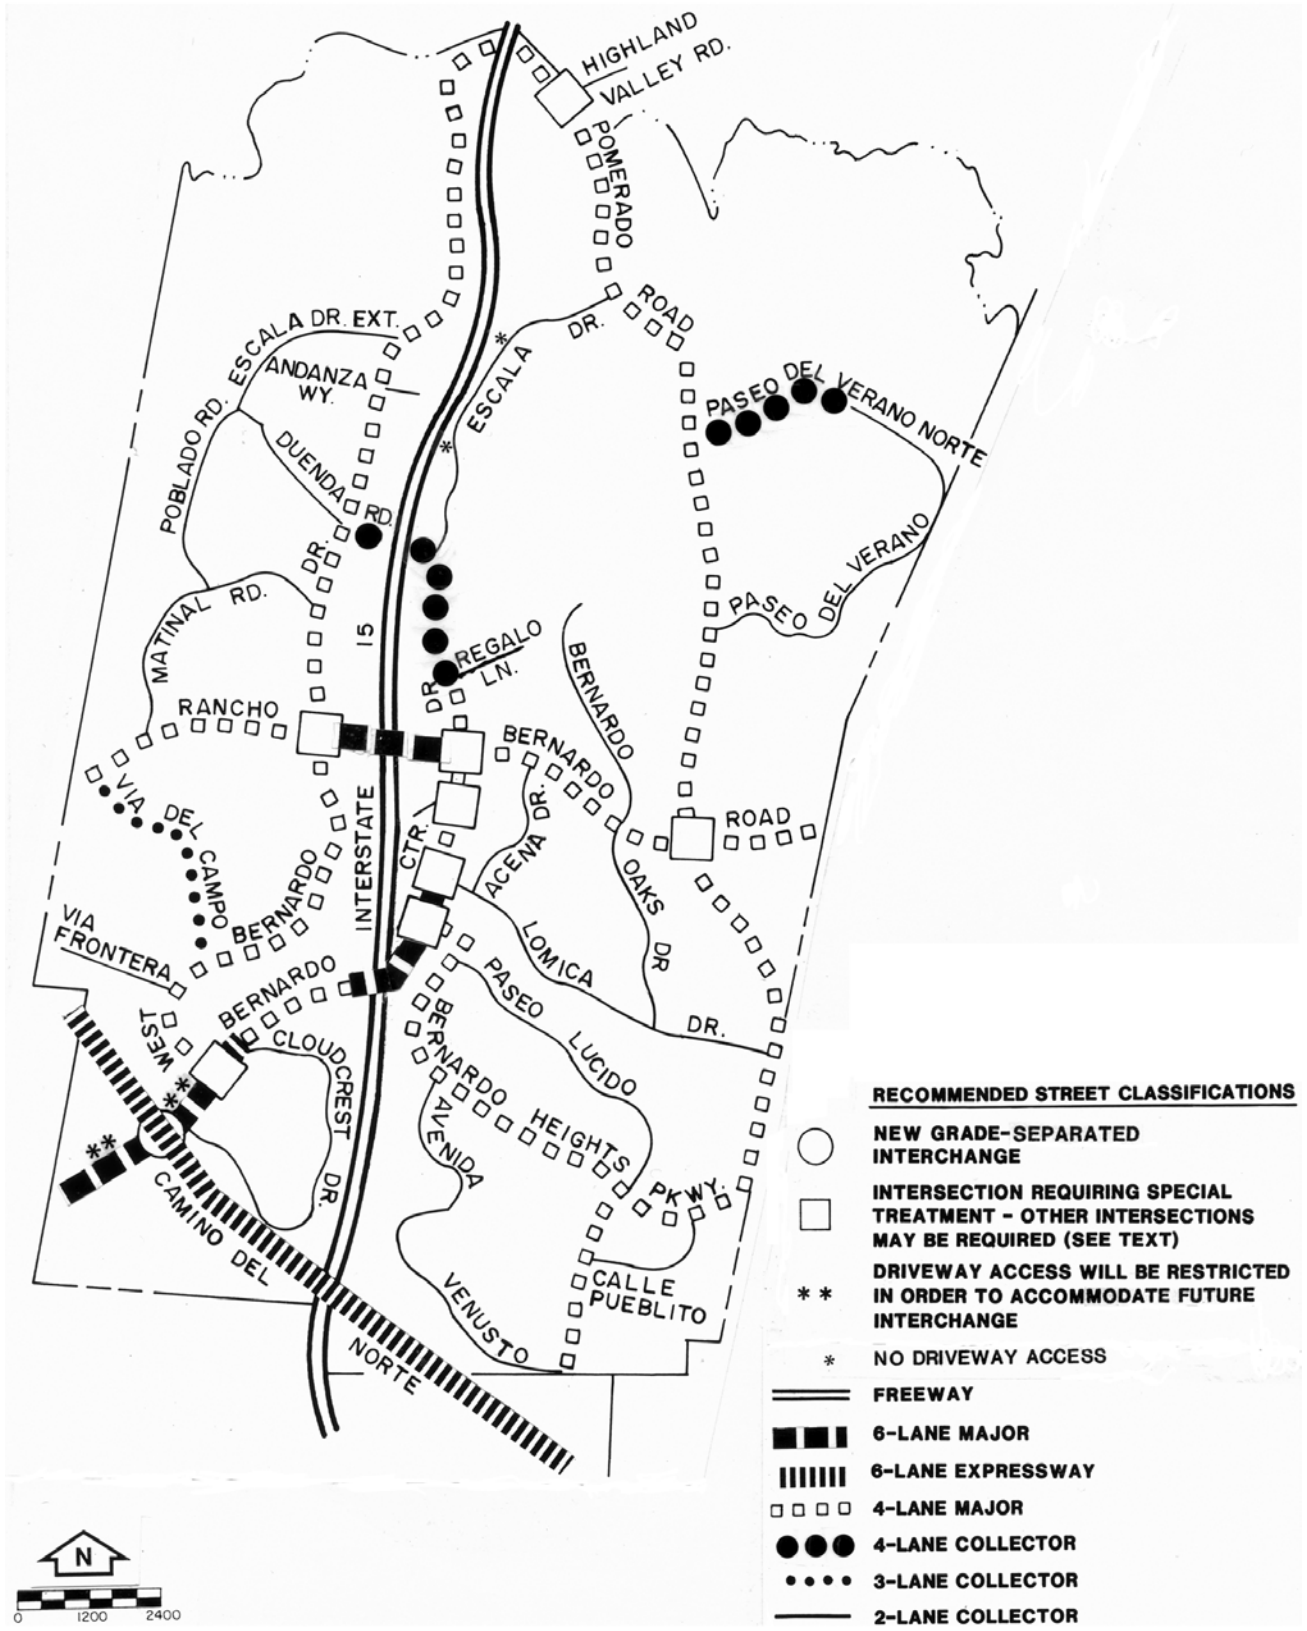 HIGHLAND
VALLEY RD.
POMERADO
ROAD
ESCALA DR. EXT.
ESCALA
DR.
ANDANZA
WY.
PASEO DEL VERANO NORTE
POBLADO RD.
DUENDA
RD.
DR.
PASEO
DEL VERANO
MATINAL RD.
15
REGALO
LN.
DR.
BERNARDO
RANCHO
BERNARDO
ROAD
VIA
DEL
CAMPO
INTERSTATE
CTR.
ACENA DR.
OAKS
DR
BERNARDO
VIA
FRONTERA
LOMICA
DR.
BERNARDO
PASEO
LUCIDO
WEST
CLOUDCREST
DR.
BERNARDO
HEIGHTS
PKWY.
AVENIDA
VENUSTO
CAMINO DEL
NORTE
CALLE
PUEBLITO
** 
**
*
*
RECOMMENDED STREET CLASSIFICATIONS
NEW GRADE-SEPARATED
INTERCHANGE
INTERSECTION REQUIRING SPECIAL
TREATMENT - OTHER INTERSECTIONS
MAY BE REQUIRED (SEE TEXT)
DRIVEWAY ACCESS WILL BE RESTRICTED
** IN ORDER TO ACCOMMODATE FUTURE
INTERCHANGE
* NO DRIVEWAY ACCESS
FREEWAY
6-LANE MAJOR
6-LANE EXPRESSWAY
4-LANE MAJOR
4-LANE COLLECTOR
3-LANE COLLECTOR
2-LANE COLLECTOR
N
0 1200 2400